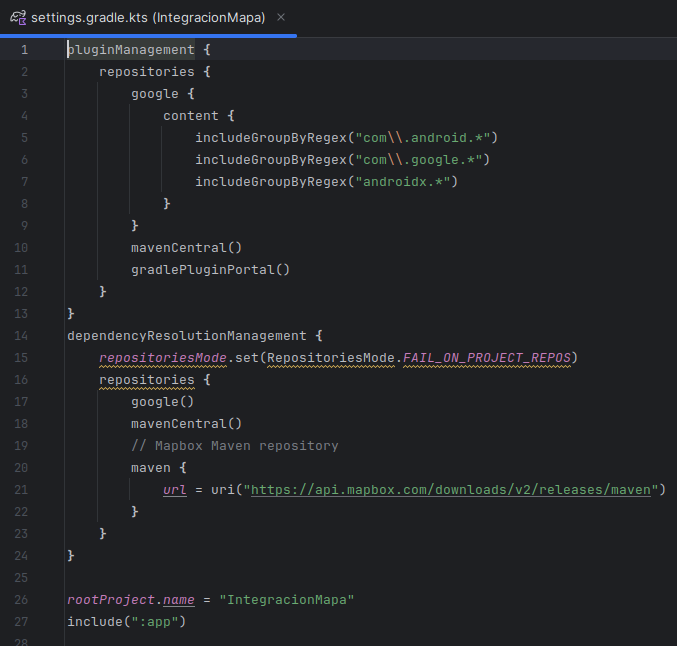 settings.gradle.kts (IntegracionMapa) ×
1 pluginManagement {
2 repositories {
3 google {
4 content {
5 includeGroupByRegex("com\\.android.*")
6 includeGroupByRegex("com\\.google.*")
7 includeGroupByRegex("androidx.*")
8 }
9 }
10 mavenCentral()
11 gradlePluginPortal()
12 }
13 }
14 dependencyResolutionManagement {
15 repositoriesMode.set(RepositoriesMode.FAIL_ON_PROJECT_REPOS)
16 repositories {
17 google()
18 mavenCentral()
19 // Mapbox Maven repository
20 maven {
21 url = uri("https://api.mapbox.com/downloads/v2/releases/maven")
22 }
23 }
24 }
25
26 rootProject.name = "IntegracionMapa"
27 include(":app")
28